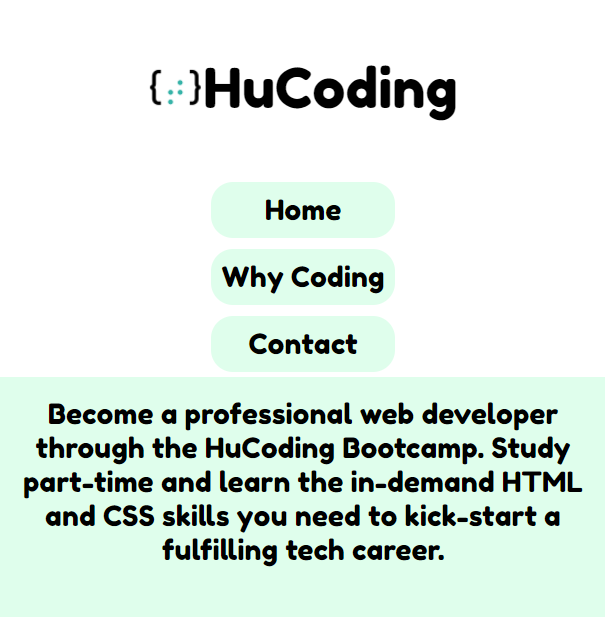 {}HuCoding
Home
Why Coding
Contact
Become a professional web developer
through the HuCoding Bootcamp. Study
part-time and learn the in-demand HTML
and CSS skills you need to kick-start a
fulfilling tech career.